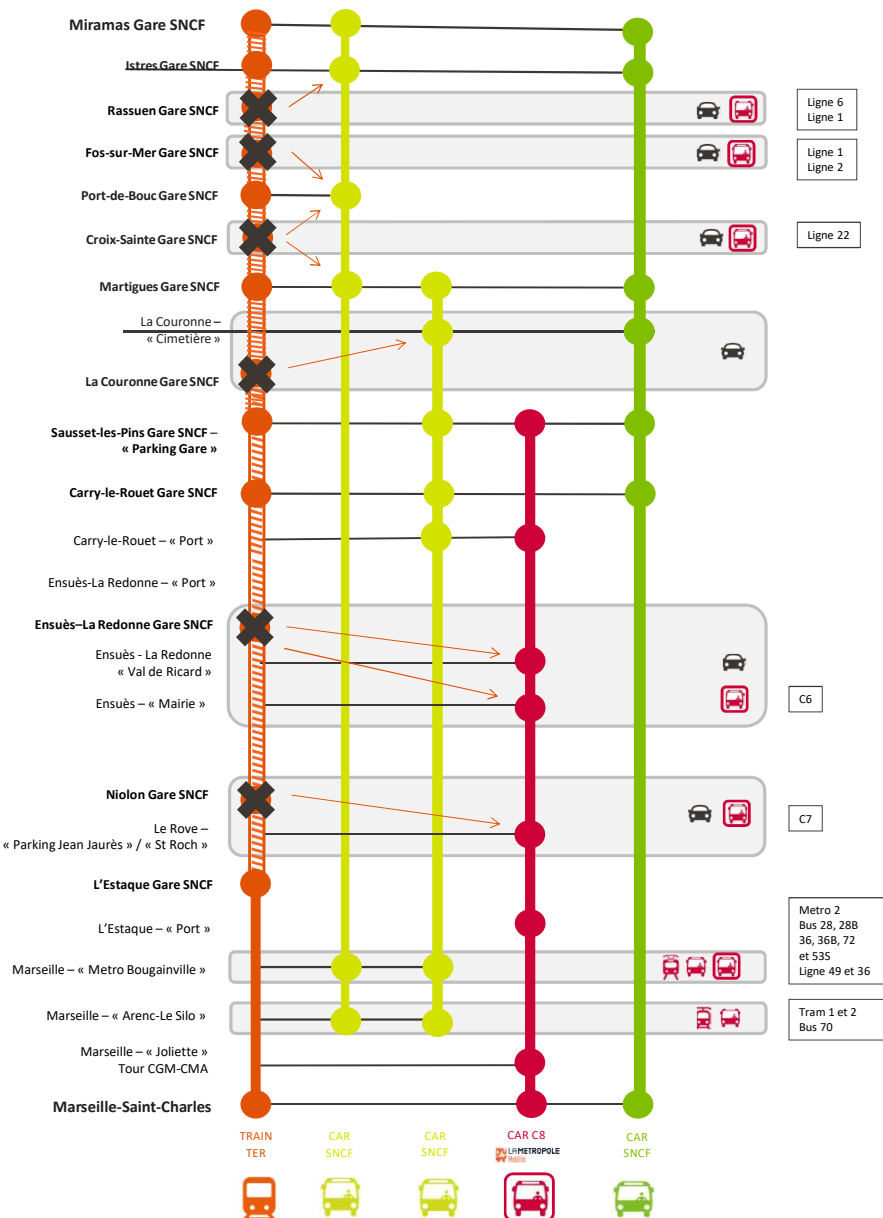 Miramas Gare SNCF
Istres Gare SNCF
Rassuen Gare SNCF
Ligne 6
Ligne 1
Fos-sur-Mer Gare SNCF
Ligne 1
Ligne 2
Port-de-Bouc Gare SNCF
Croix-Sainte Gare SNCF
Ligne 22
Martigues Gare SNCF
La Couronne –
« Cimetière »
La Couronne Gare SNCF
Sausset-les-Pins Gare SNCF –
« Parking Gare »
Carry-le-Rouet Gare SNCF
Carry-le-Rouet – « Port »
Ensuès-La Redonne – « Port »
Ensuès–La Redonne Gare SNCF
Ensuès - La Redonne
« Val de Ricard »
Ensuès – « Mairie »
C6
Niolon Gare SNCF
C7
Le Rove –
« Parking Jean Jaurès » / « St Roch »
L'Estaque Gare SNCF
L'Estaque – « Port »
Metro 2
Bus 28, 28B
36, 36B, 72
et 53S
Ligne 49 et 36
Marseille – « Metro Bougainville »
Marseille – « Arenc-Le Silo »
Tram 1 et 2
Bus 70
Marseille – « Joliette »
Tour CGM-CMA
Marseille-Saint-Charles
TRAIN
TER
CAR
SNCF
CAR
SNCF
CAR C8
LAMETROPOLE
Mobilité
CAR
SNCF